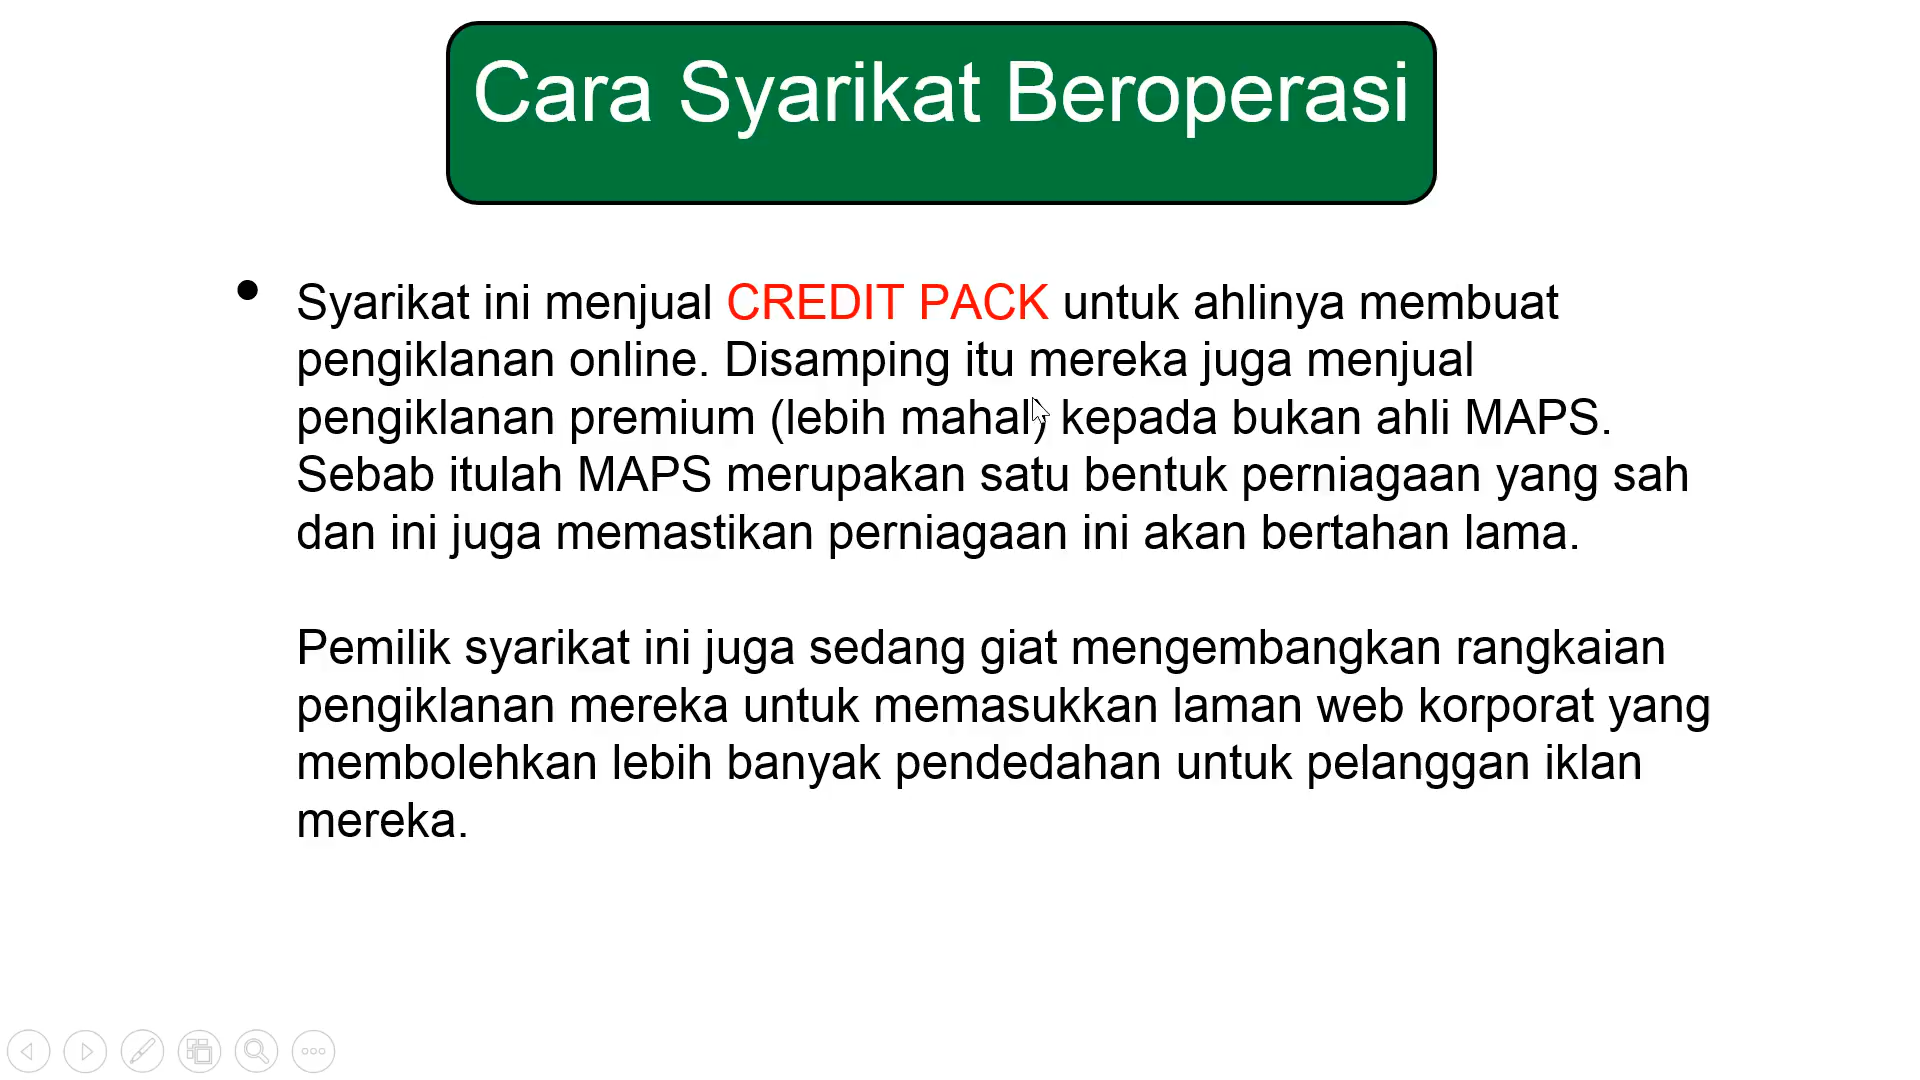 Cara Syarikat Beroperasi
• Syarikat ini menjual CREDIT PACK untuk ahlinya membuat
pengiklanan online. Disamping itu mereka juga menjual
pengiklanan premium (lebih mahal) kepada bukan ahli MAPS.
Sebab itulah MAPS merupakan satu bentuk perniagaan yang sah
dan ini juga memastikan perniagaan ini akan bertahan lama.
Pemilik syarikat ini juga sedang giat mengembangkan rangkaian
pengiklanan mereka untuk memasukkan laman web korporat yang
membolehkan lebih banyak pendedahan untuk pelanggan iklan
mereka.